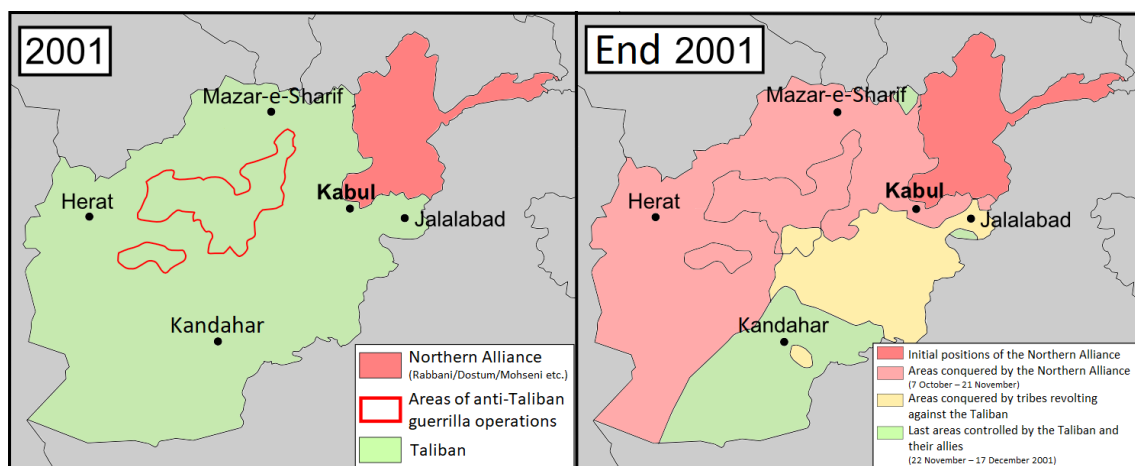 2001
Mazar-e-Sharif
Kabul
Herat
Jalalabad
Kandahar
Northern Alliance
(Rabbani/Dostum/Mohseni etc.)
Areas of anti-Taliban
guerrilla operations
Taliban
End 2001
Mazar-e-Sharif
Kabul
Herat
Jalalabad
Kandahar
Initial positions of the Northern Alliance
Areas conquered by the Northern Alliance
(7 October – 21 November)
Areas conquered by tribes revolting
against the Taliban
Last areas controlled by the Taliban and
their allies
(22 November – 17 December 2001)